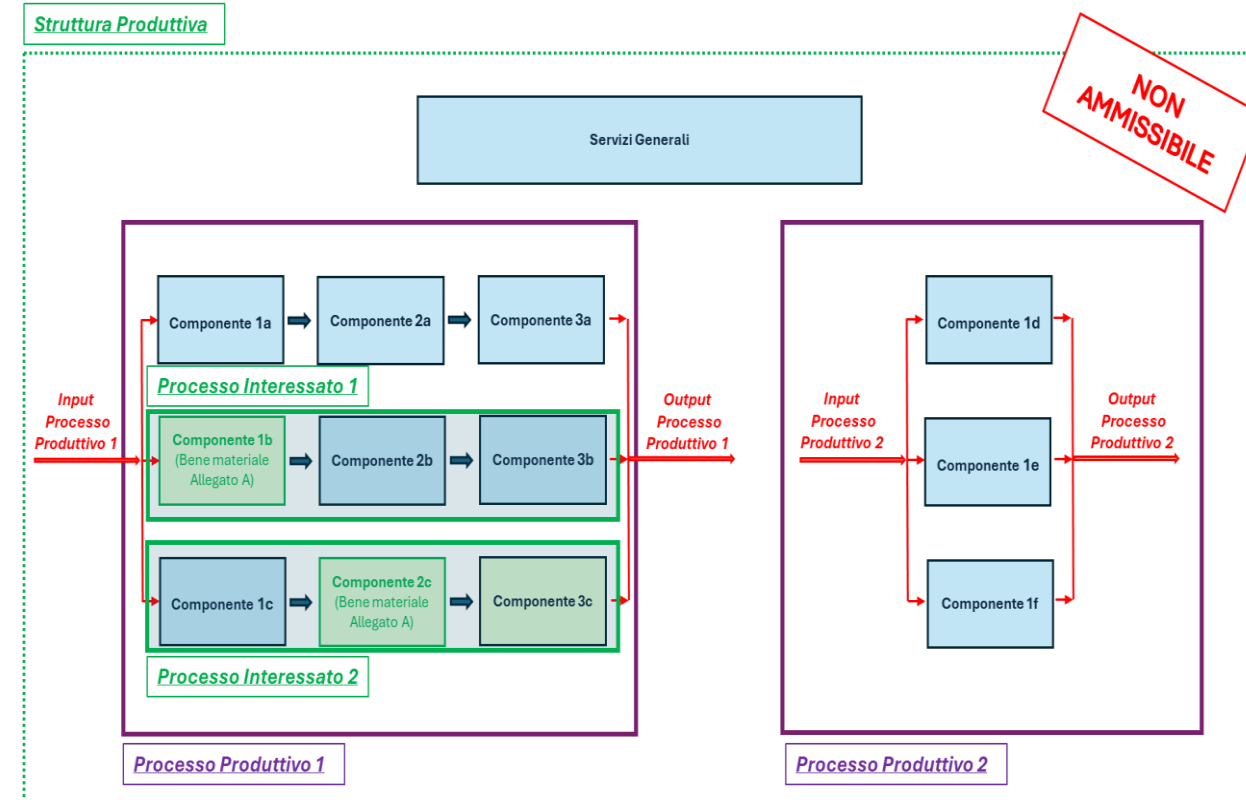 Struttura Produttiva
NON
AMMISSIBILE
Servizi Generali
Componente 1a
Componente 2a
Componente 3a
Processo Interessato 1
Input
Processo
Produttivo 1
Componente 1b
(Bene materiale
Allegato A)
Componente 2b
Componente 3b
Output
Processo
Produttivo 1
Componente 1c
Componente 2c
(Bene materiale
Allegato A)
Componente 3c
Processo Interessato 2
Processo Produttivo 1
Componente 1d
Input
Processo
Produttivo 2
Componente 1e
Output
Processo
Produttivo 2
Componente 1f
Processo Produttivo 2